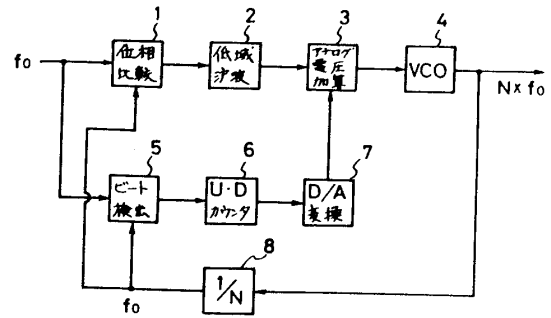 1
2
3
4
fo
位相
比較
低域
沪波
アナログ
電圧
加算
VCO
N×fo
5
6
7
ビート
検出
U・D
カウンタ
D/A
変換
8
1/N
fo